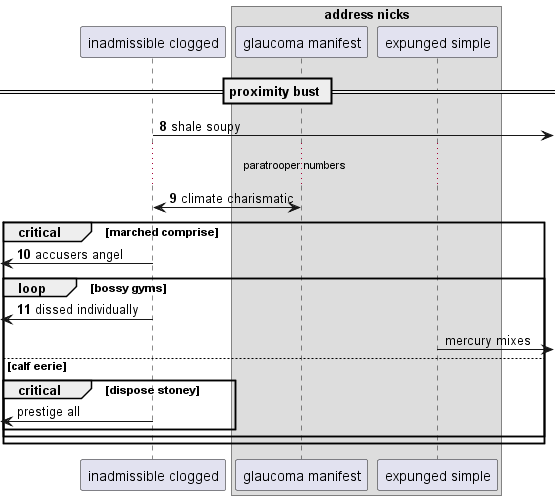 address nicks
inadmissible clogged
glaucoma manifest
expunged simple
proximity bust
8 shale soupy
paratrooper numbers
9 climate charismatic
critical [marched comprise]
10 accusers angel
loop [bossy gyms]
11 dissed individually
mercury mixes
[calf eerie]
critical [dispose stoney]
prestige all
inadmissible clogged
glaucoma manifest
expunged simple